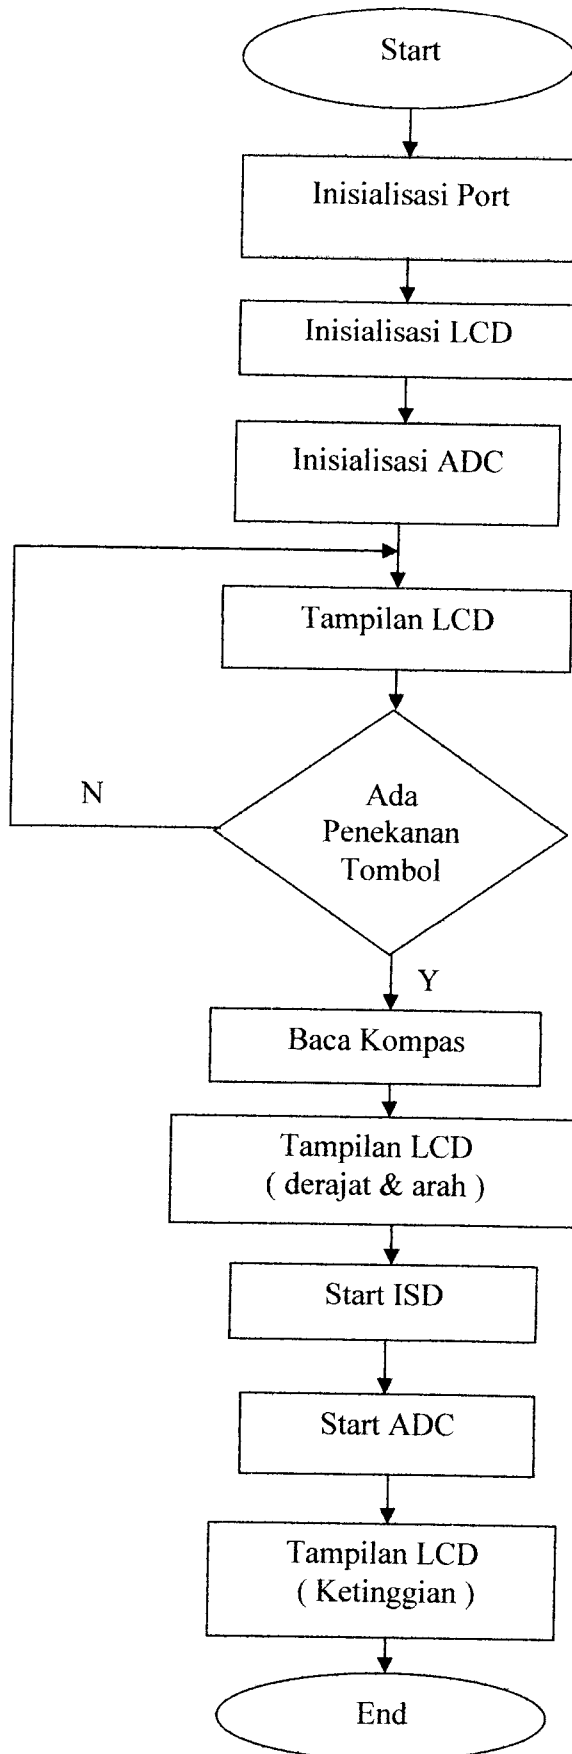 Start
Inisialisasi Port
Inisialisasi LCD
Inisialisasi ADC
Tampilan LCD
N
Ada
Penekanan
Tombol
Y
Baca Kompas
Tampilan LCD
( derajat & arah )
Start ISD
Start ADC
Tampilan LCD
( Ketinggian )
End